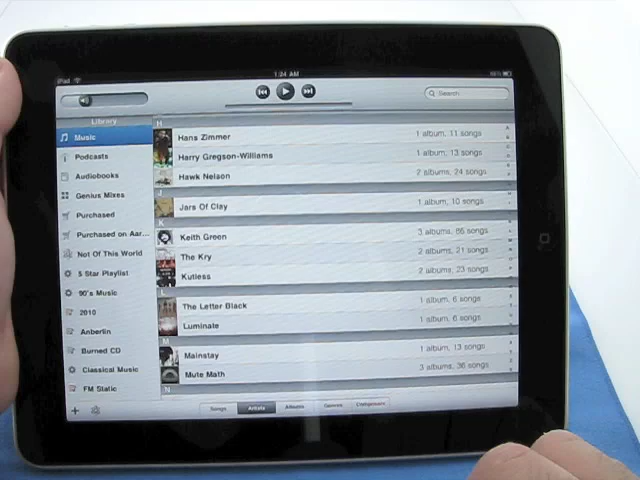 iPad
1:24 AM
Search
Library
Music
Podcasts
Audiobooks
Genius Mixes
Purchased
Purchased on Aar...
Not Of This World
5 Star Playlist
90's Music
2010
Anberlin
Burned CD
Classical Music
FM Static
H
Hans Zimmer 1 album, 11 songs
Harry Gregson-Williams 1 album, 13 songs
Hawk Nelson 2 albums, 24 songs
J
Jars Of Clay 1 album, 10 songs
K
Keith Green 3 albums, 66 songs
The Kry 2 albums, 21 songs
Kutless 2 albums, 23 songs
L
The Letter Black 1 album, 6 songs
Luminate 1 album, 6 songs
M
Mainstay 1 album, 13 songs
Mute Math 3 albums, 36 songs
N
Songs Artists Albums Genres Composers